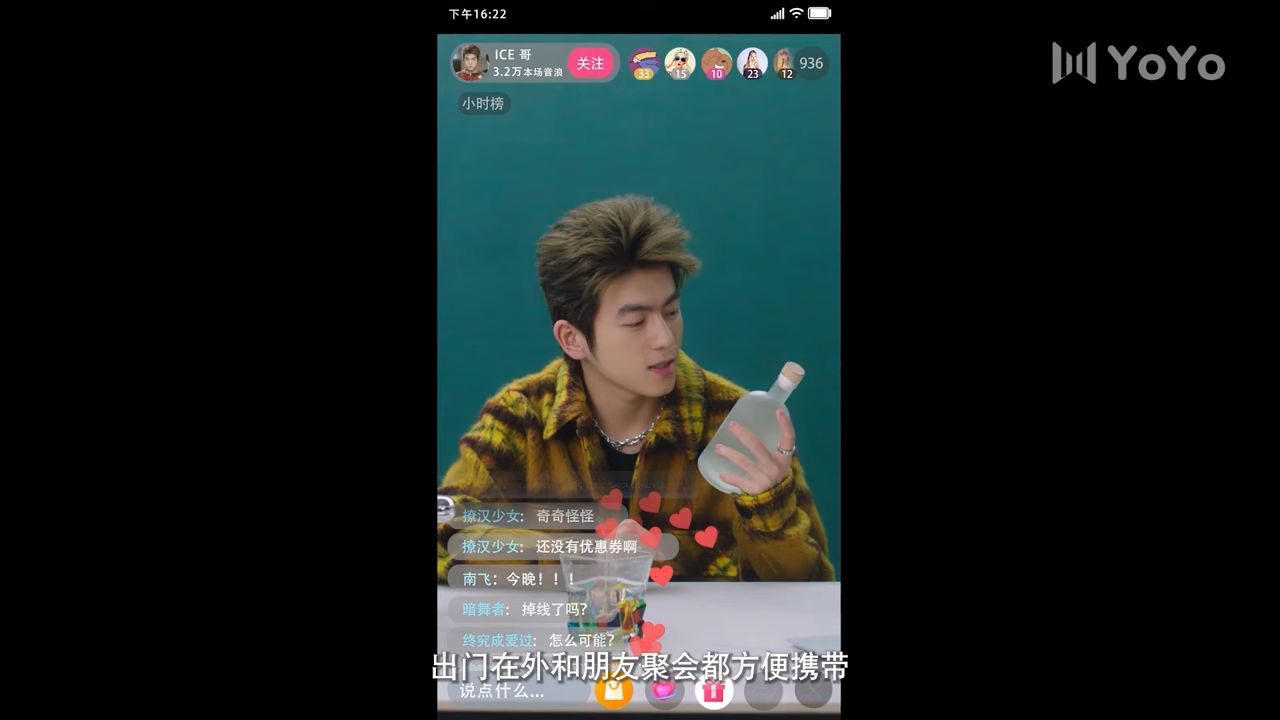 下午16:22
YoYo
ICE 哥
3.2万本场音浪
关注
33
15
10
23
12
936
小时榜
撩汉少女: 奇奇怪怪
撩汉少女: 还没有优惠券啊
南飞: 今晚！！！
暗舞者: 掉线了吗?
终究成爱过: 怎么可能?
出门在外和朋友聚会都方便携带
说点什么...